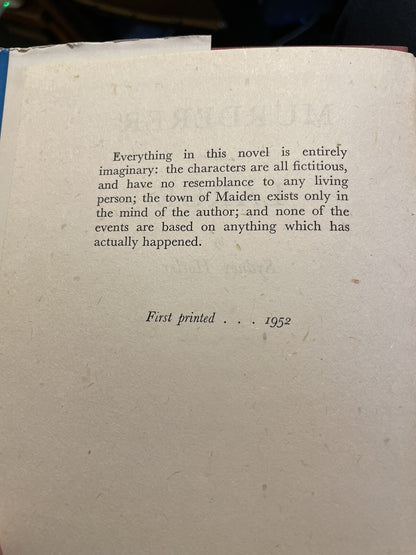 Everything in this novel is entirely
imaginary: the characters are all fictitious,
and have no resemblance to any living
person; the town of Maiden exists only in
the mind of the author; and none of the
events are based on anything which has
actually happened.
First printed . . . 1952